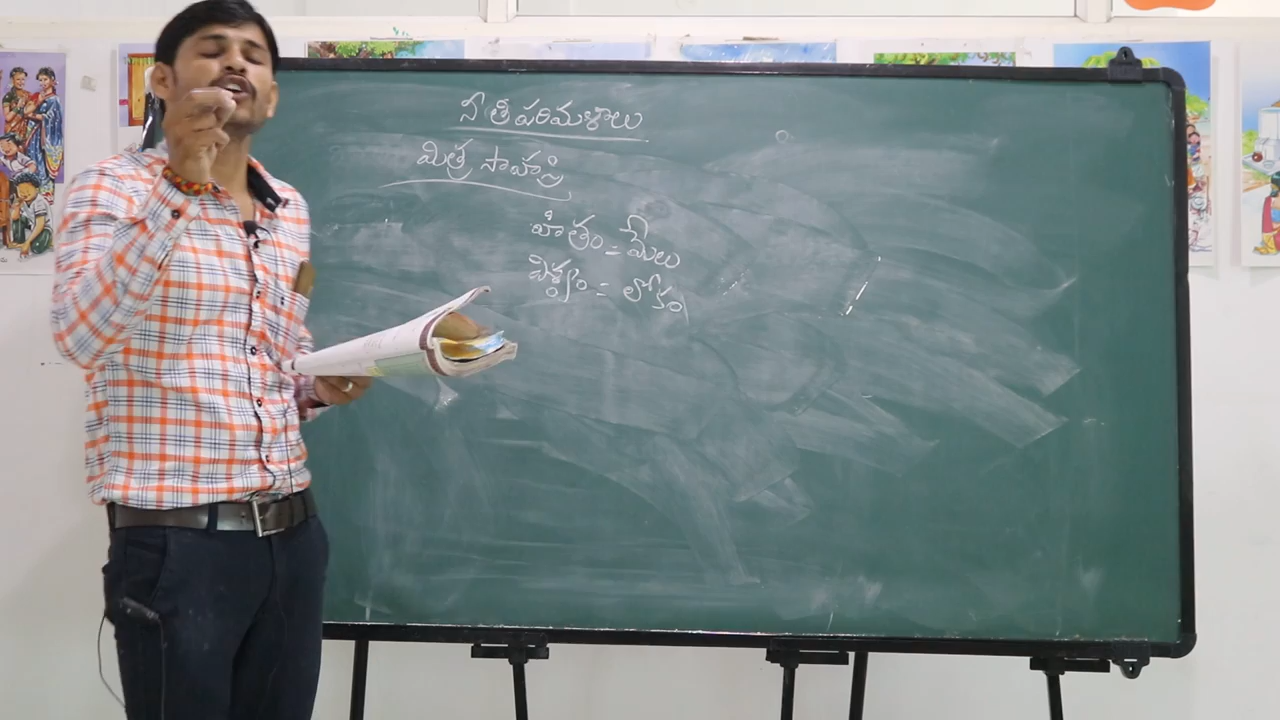 నీతి పరిమళాలు
మిత్ర సాహస్రి
హితం = మేలు
విశ్వం = లోకం